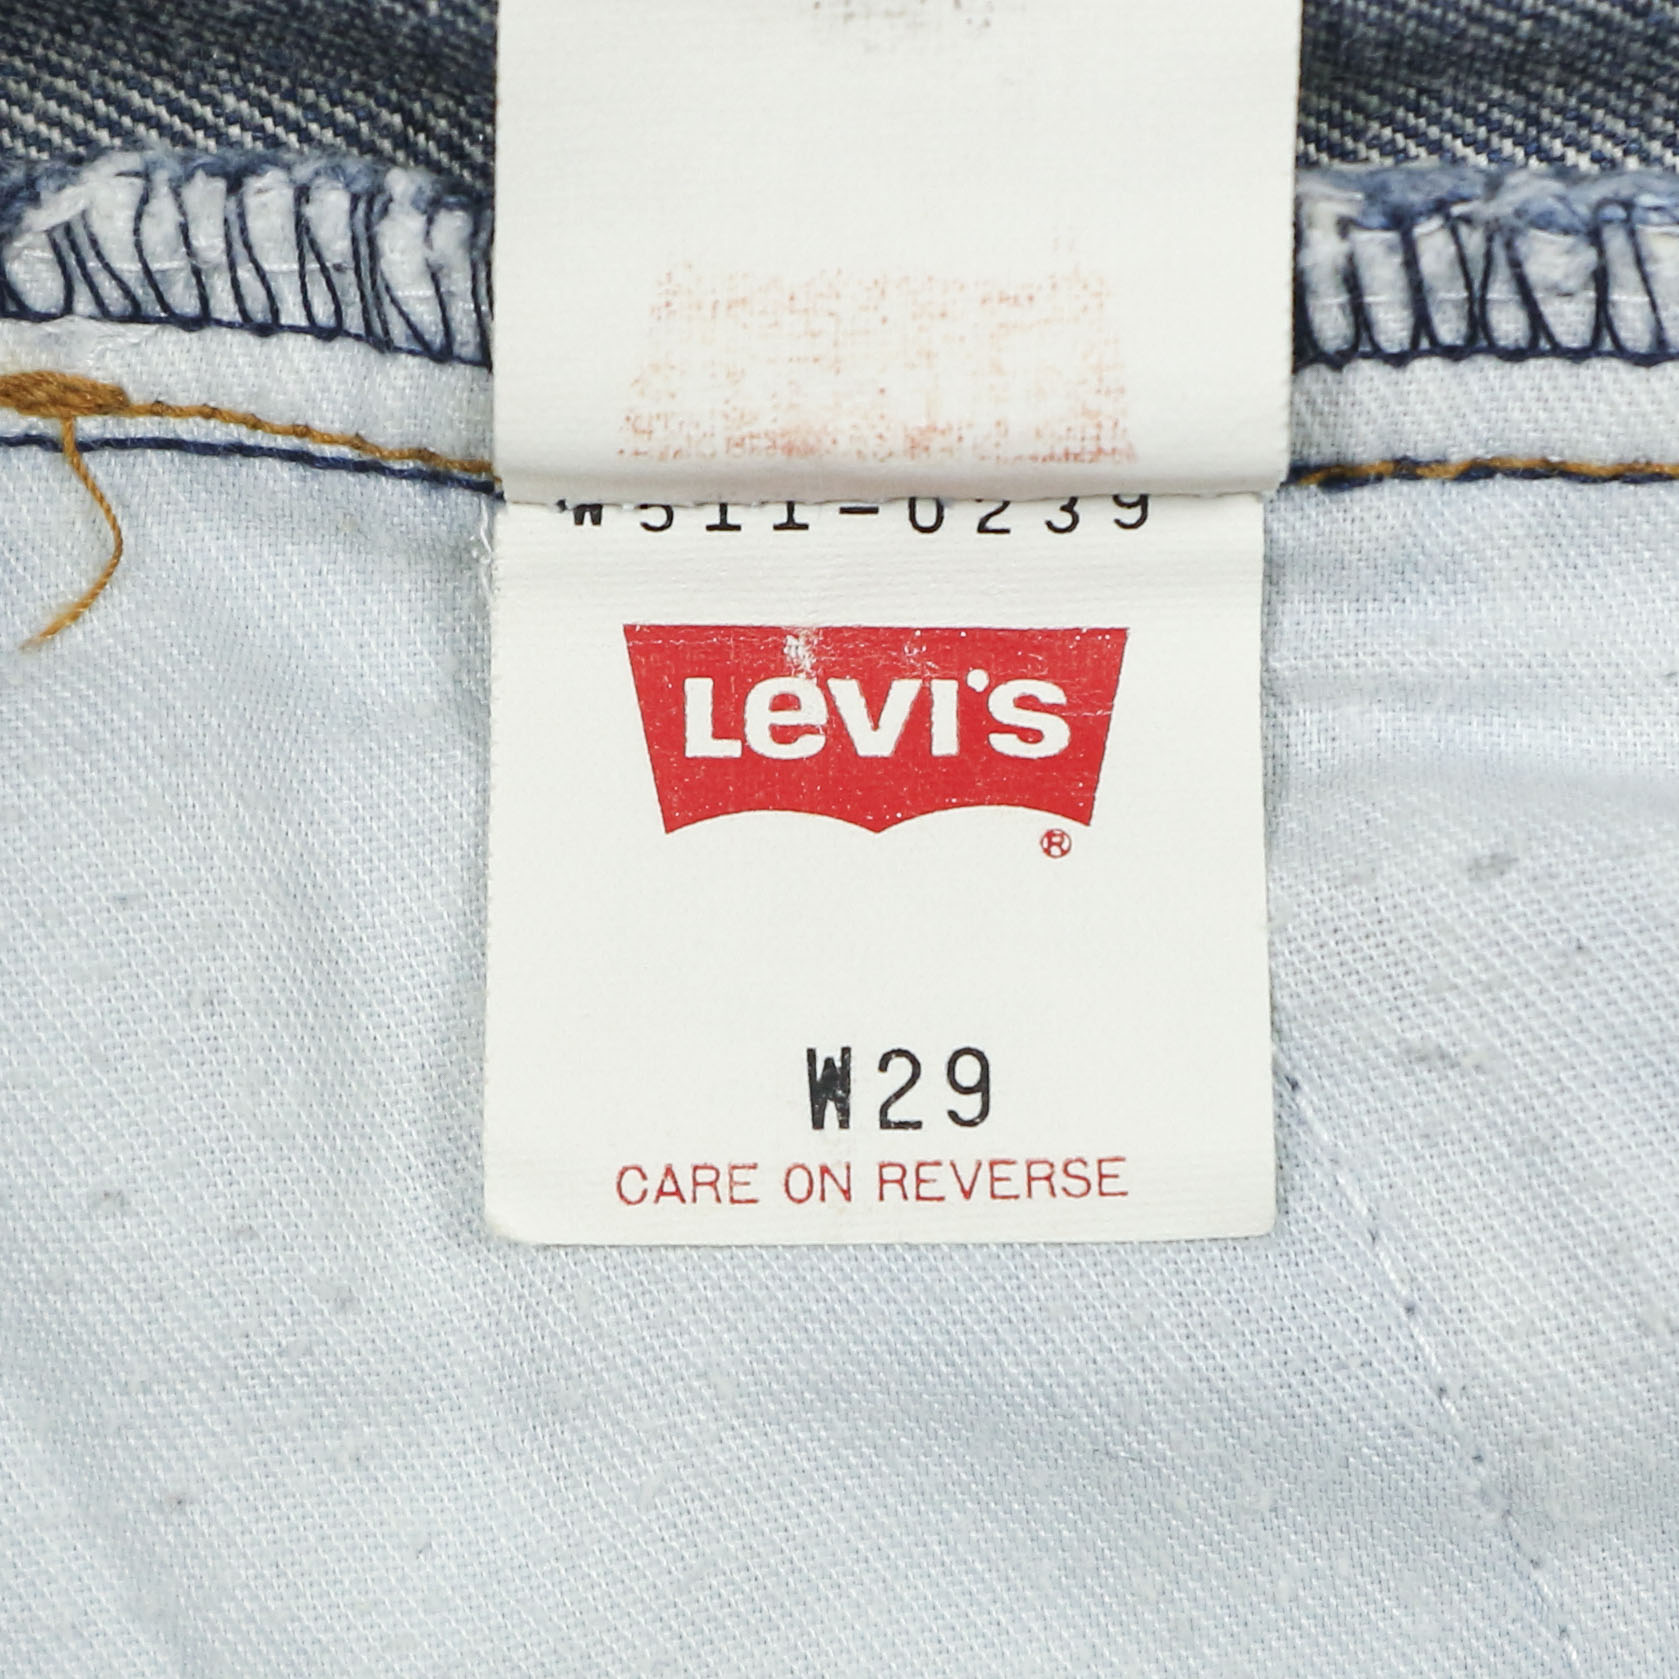 W511-0239
Levi's
®
W29
CARE ON REVERSE